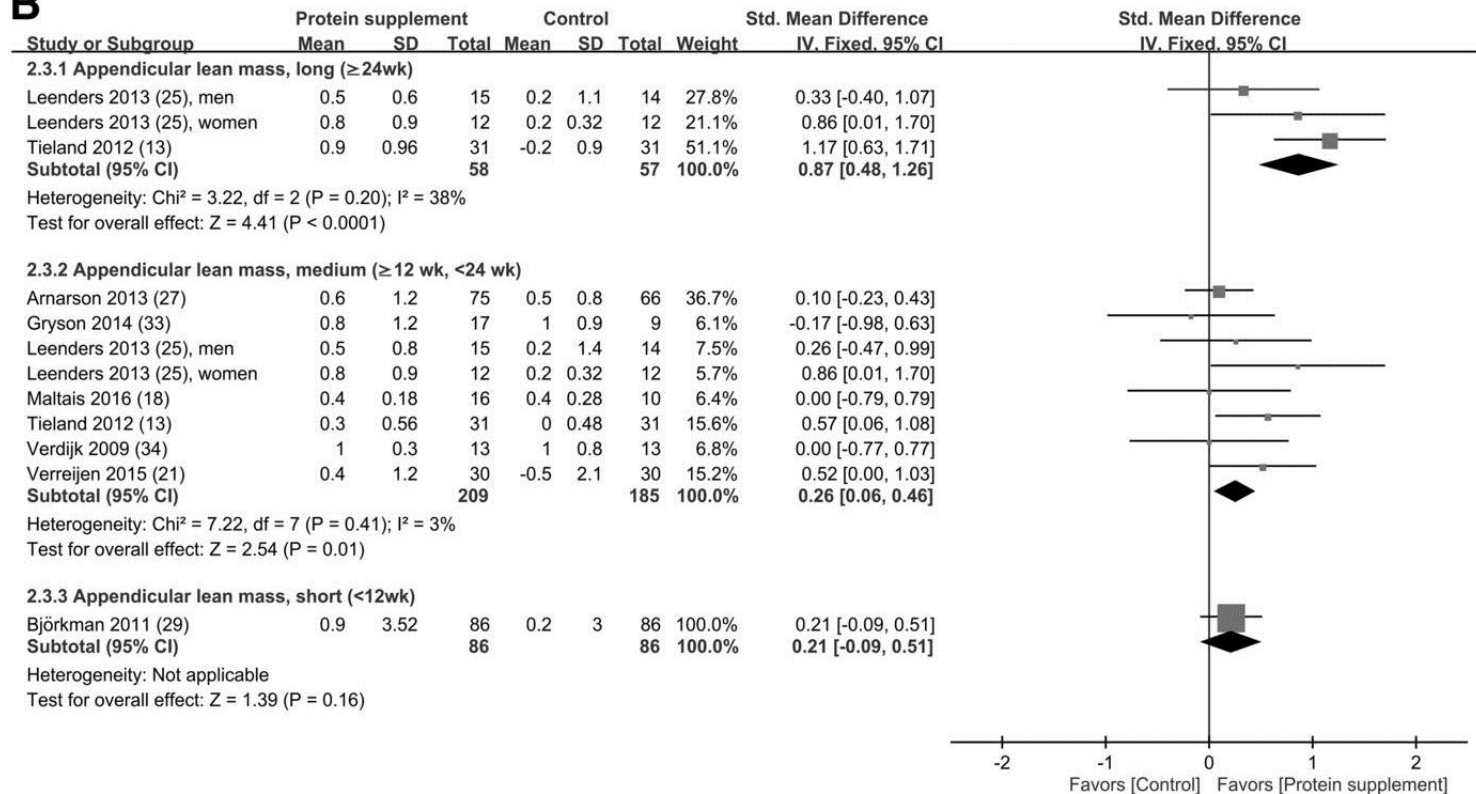 B
Protein supplement Control Std. Mean Difference Std. Mean Difference
Study or Subgroup Mean SD Total Mean SD Total Weight IV, Fixed, 95% CI IV, Fixed, 95% CI
2.3.1 Appendicular lean mass, long (≥24wk)
Leenders 2013 (25), men 0.5 0.6 15 0.2 1.1 14 27.8% 0.33 [-0.40, 1.07]
Leenders 2013 (25), women 0.8 0.9 12 0.2 0.32 12 21.1% 0.86 [0.01, 1.70]
Tieland 2012 (13) 0.9 0.96 31 -0.2 0.9 31 51.1% 1.17 [0.63, 1.71]
Subtotal (95% CI) 58 57 100.0% 0.87 [0.48, 1.26]
Heterogeneity: Chi² = 3.22, df = 2 (P = 0.20); I² = 38%
Test for overall effect: Z = 4.41 (P < 0.0001)
2.3.2 Appendicular lean mass, medium (≥12 wk, <24 wk)
Arnarson 2013 (27) 0.6 1.2 75 0.5 0.8 66 36.7% 0.10 [-0.23, 0.43]
Gryson 2014 (33) 0.8 1.2 17 1 0.9 9 6.1% -0.17 [-0.98, 0.63]
Leenders 2013 (25), men 0.5 0.8 15 0.2 1.4 14 7.5% 0.26 [-0.47, 0.99]
Leenders 2013 (25), women 0.8 0.9 12 0.2 0.32 12 5.7% 0.86 [0.01, 1.70]
Maltais 2016 (18) 0.4 0.18 16 0.4 0.28 10 6.4% 0.00 [-0.79, 0.79]
Tieland 2012 (13) 0.3 0.56 31 0 0.48 31 15.6% 0.57 [0.06, 1.08]
Verdijk 2009 (34) 1 0.3 13 1 0.8 13 6.8% 0.00 [-0.77, 0.77]
Verreijen 2015 (21) 0.4 1.2 30 -0.5 2.1 30 15.2% 0.52 [0.00, 1.03]
Subtotal (95% CI) 209 185 100.0% 0.26 [0.06, 0.46]
Heterogeneity: Chi² = 7.22, df = 7 (P = 0.41); I² = 3%
Test for overall effect: Z = 2.54 (P = 0.01)
2.3.3 Appendicular lean mass, short (<12wk)
Björkman 2011 (29) 0.9 3.52 86 0.2 3 86 100.0% 0.21 [-0.09, 0.51]
Subtotal (95% CI) 86 86 100.0% 0.21 [-0.09, 0.51]
Heterogeneity: Not applicable
Test for overall effect: Z = 1.39 (P = 0.16)
-2 -1 0 1 2
Favors [Control] Favors [Protein supplement]